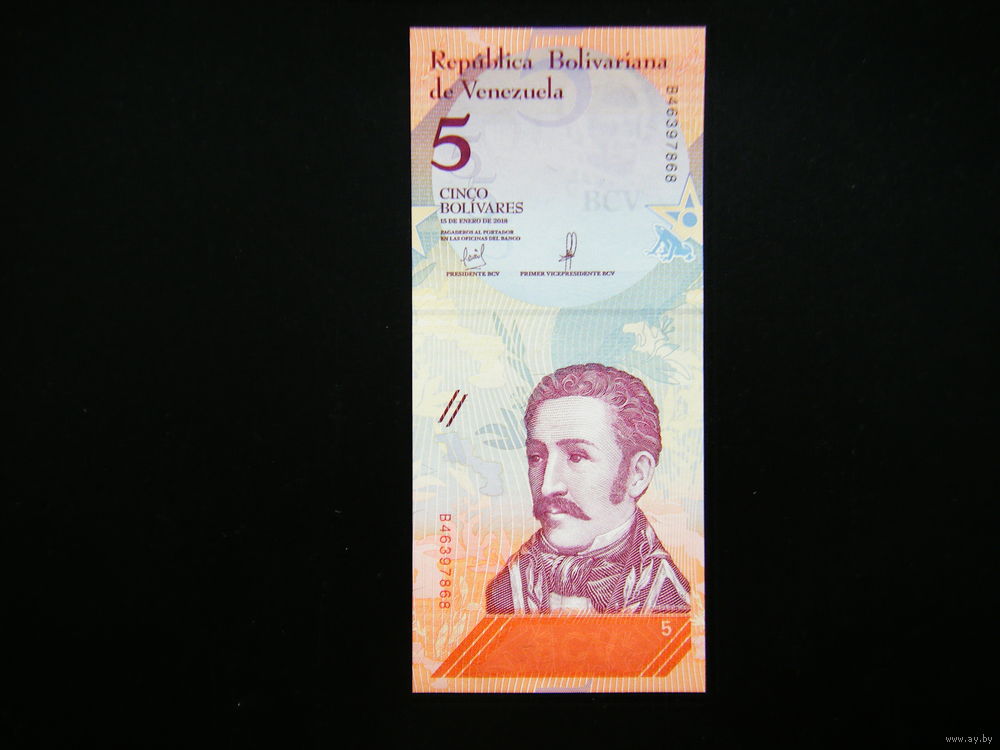 República Bolivariana
de Venezuela
B46397868
5
CINCO
BOLÍVARES
15 DE ENERO DE 2018
PAGADEROS AL PORTADOR
EN LAS OFICINAS DEL BANCO
BCV
PRESIDENTE BCV
PRIMER VICEPRESIDENTE BCV
B46397868
5
www.ay.by